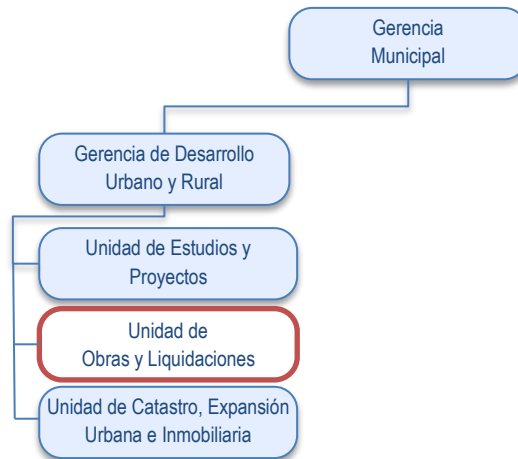 Gerencia
Municipal
Gerencia de Desarrollo
Urbano y Rural
Unidad de Estudios y
Proyectos
Unidad de
Obras y Liquidaciones
Unidad de Catastro, Expansión
Urbana e Inmobiliaria